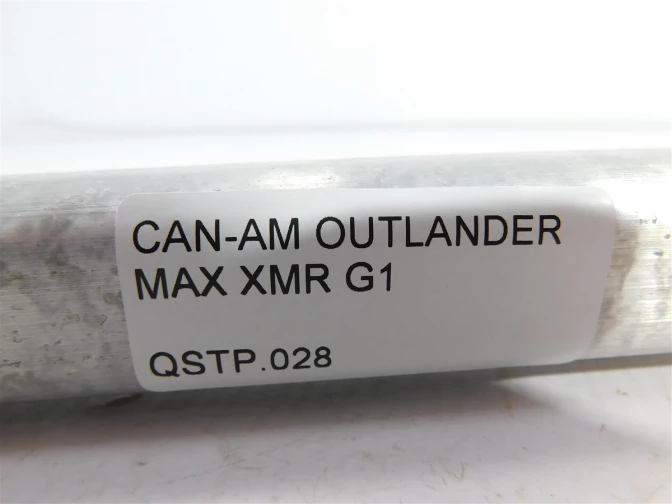 CAN-AM OUTLANDER
MAX XMR G1
QSTP.028